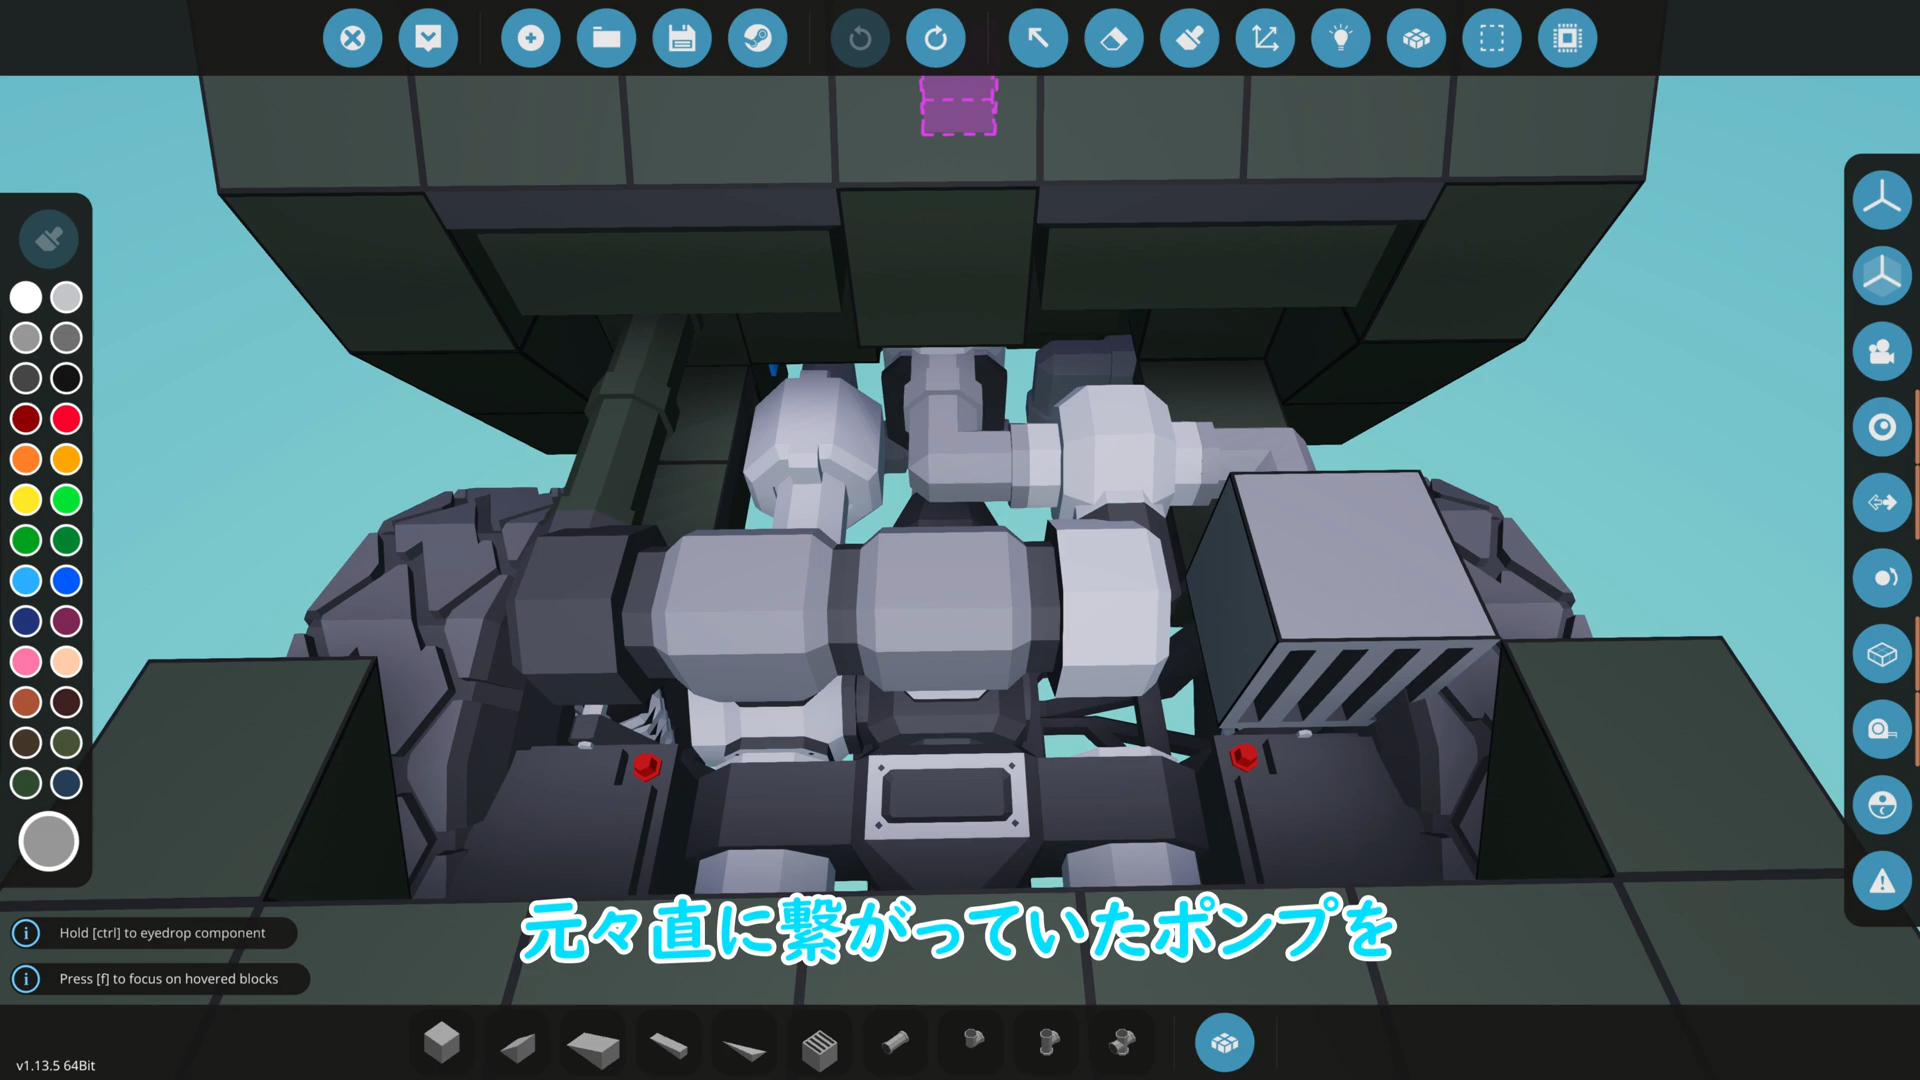 Hold [ctrl] to eyedrop component
元々直に繋がっていたポンプを
Press [f] to focus on hovered blocks
v1.13.5 64Bit